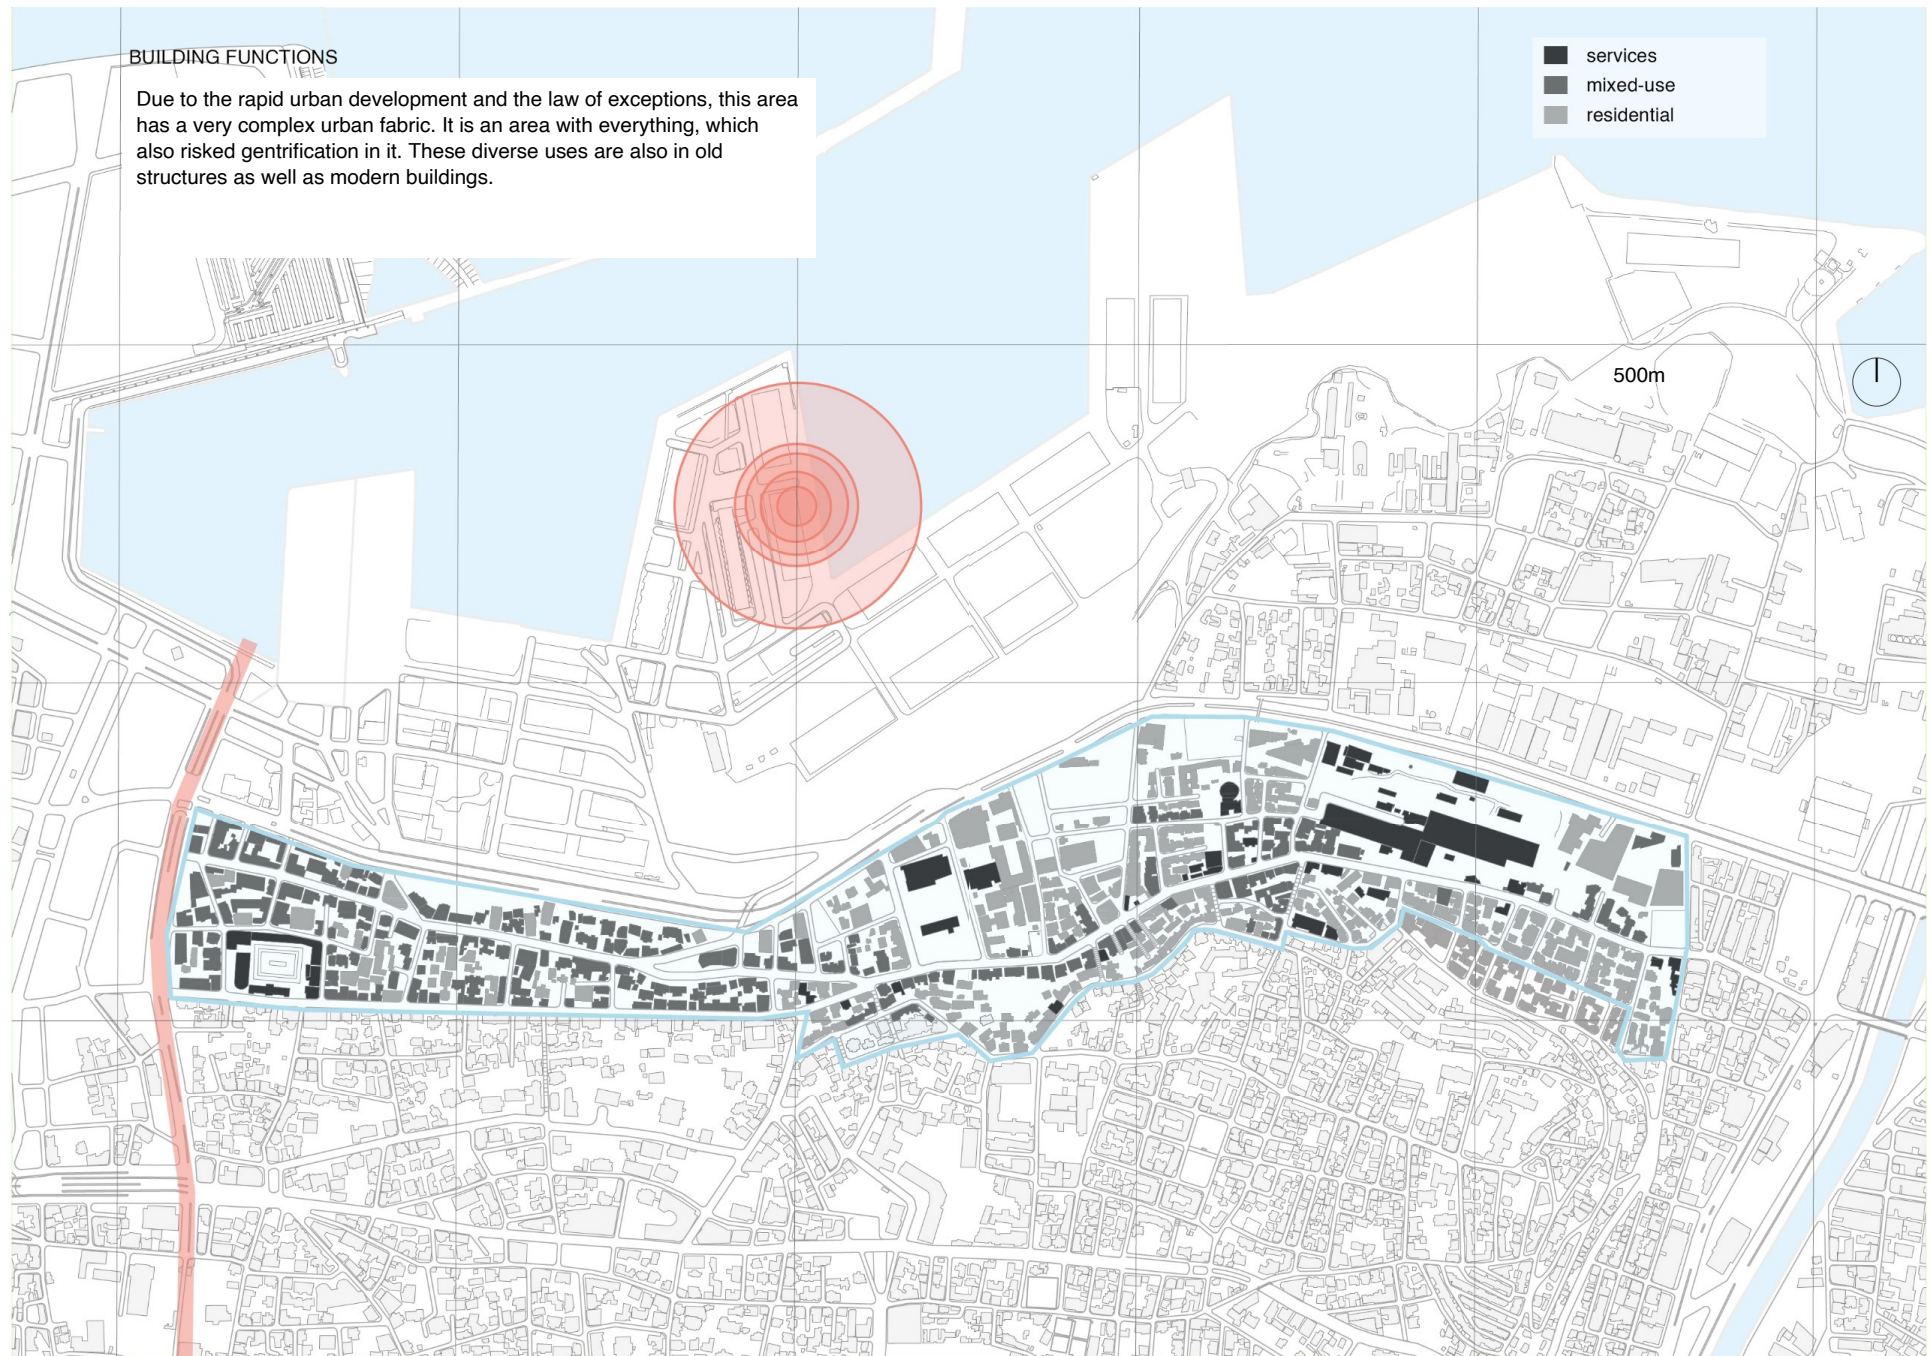 BUILDING FUNCTIONS
Due to the rapid urban development and the law of exceptions, this area
has a very complex urban fabric. It is an area with everything, which
also risked gentrification in it. These diverse uses are also in old
structures as well as modern buildings.
services
mixed-use
residential
500m